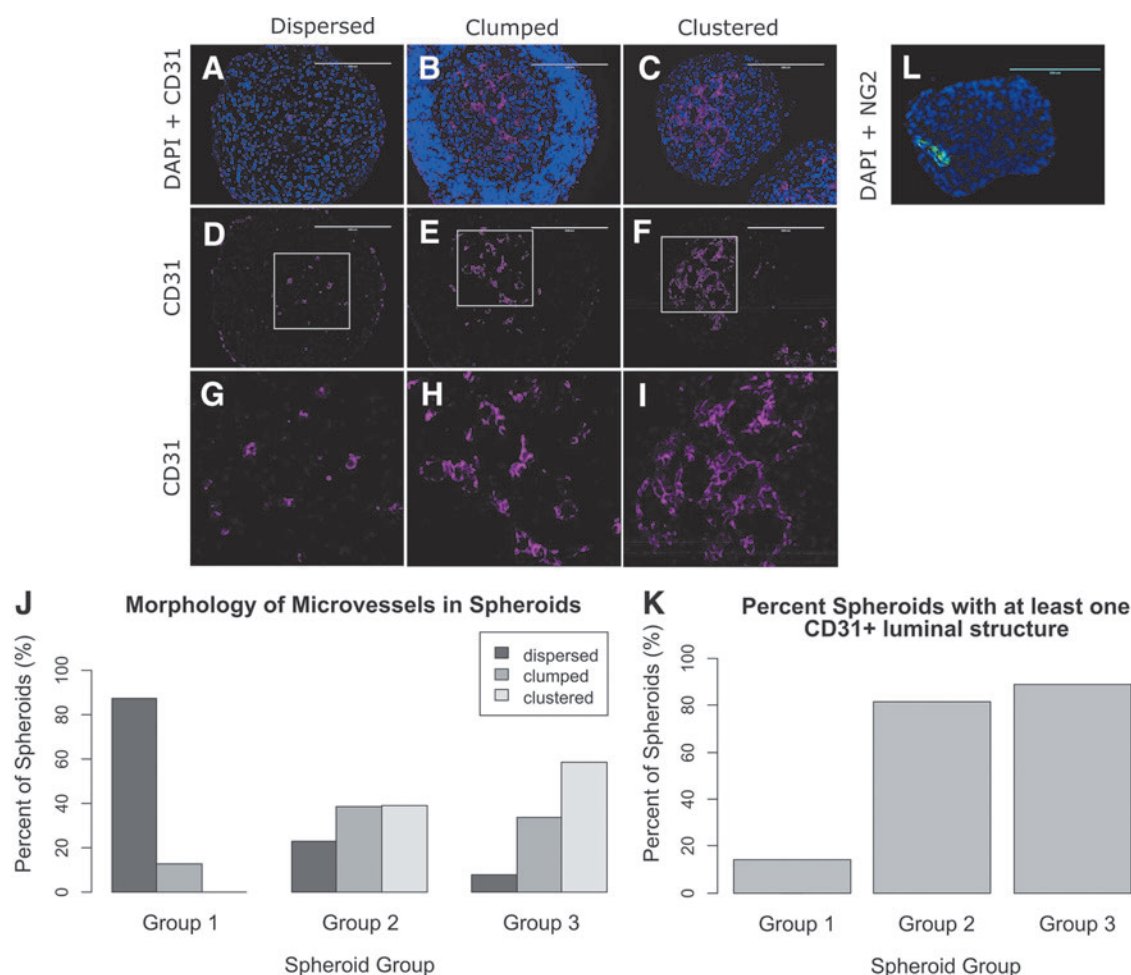 Dispersed Clumped Clustered
DAPI + CD31
A B C
DAPI + NG2
L
CD31
D E F
CD31
G H I
J Morphology of Microvessels in Spheroids
Percent of Spheroids (%)
100
80
60
40
20
0
dispersed
clumped
clustered
Group 1 Group 2 Group 3
Spheroid Group
K Percent Spheroids with at least one
CD31+ luminal structure
Percent of Spheroids (%)
100
80
60
40
20
0
Group 1 Group 2 Group 3
Spheroid Group